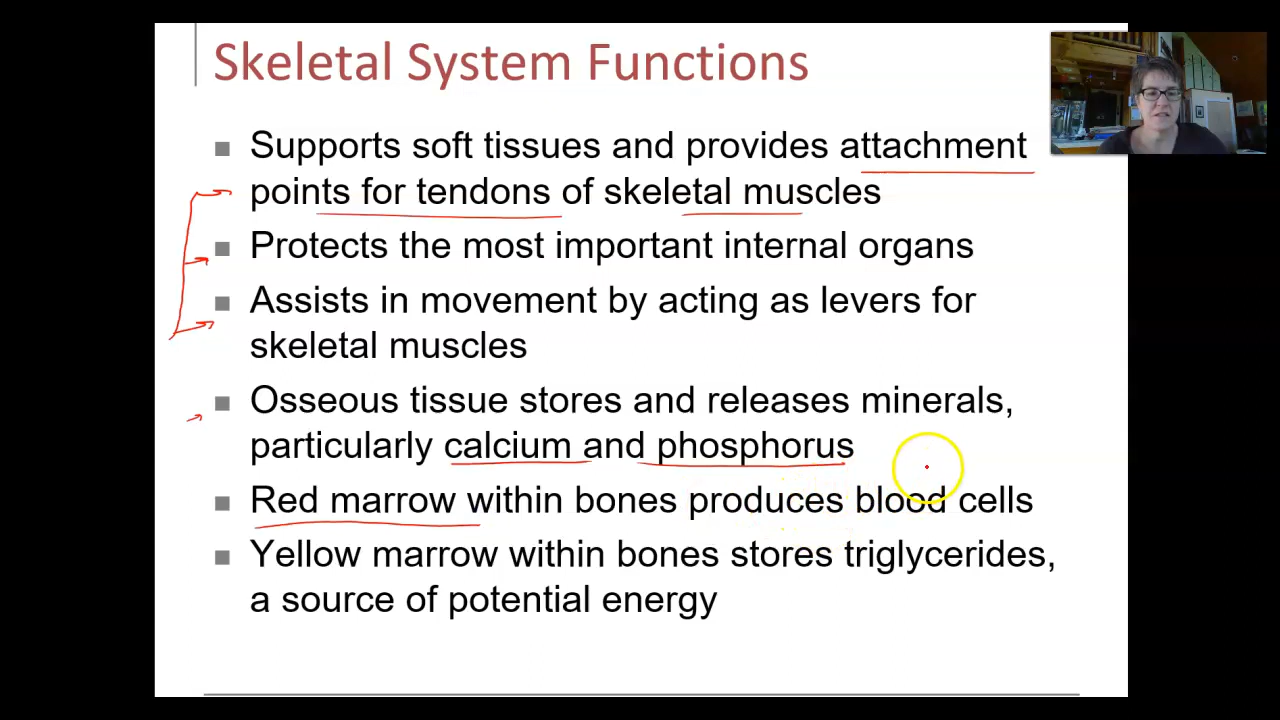 Skeletal System Functions
Supports soft tissues and provides attachment
points for tendons of skeletal muscles
Protects the most important internal organs
Assists in movement by acting as levers for
skeletal muscles
Osseous tissue stores and releases minerals,
particularly calcium and phosphorus
Red marrow within bones produces blood cells
Yellow marrow within bones stores triglycerides,
a source of potential energy